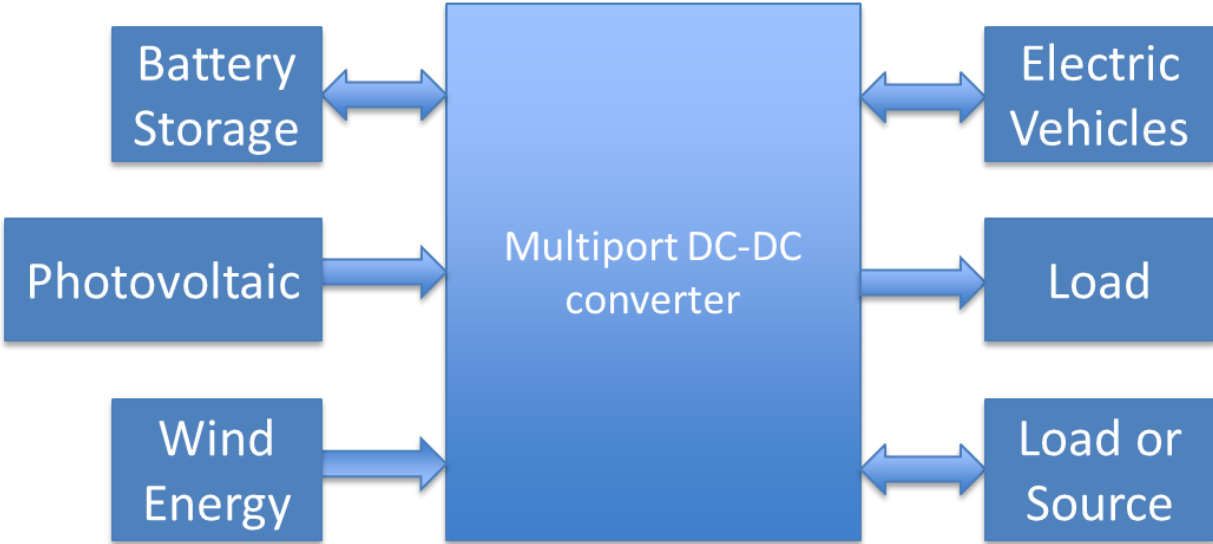 Battery
Storage
Electric
Vehicles
Photovoltaic
Multiport DC-DC
converter
Load
Wind
Energy
Load or
Source